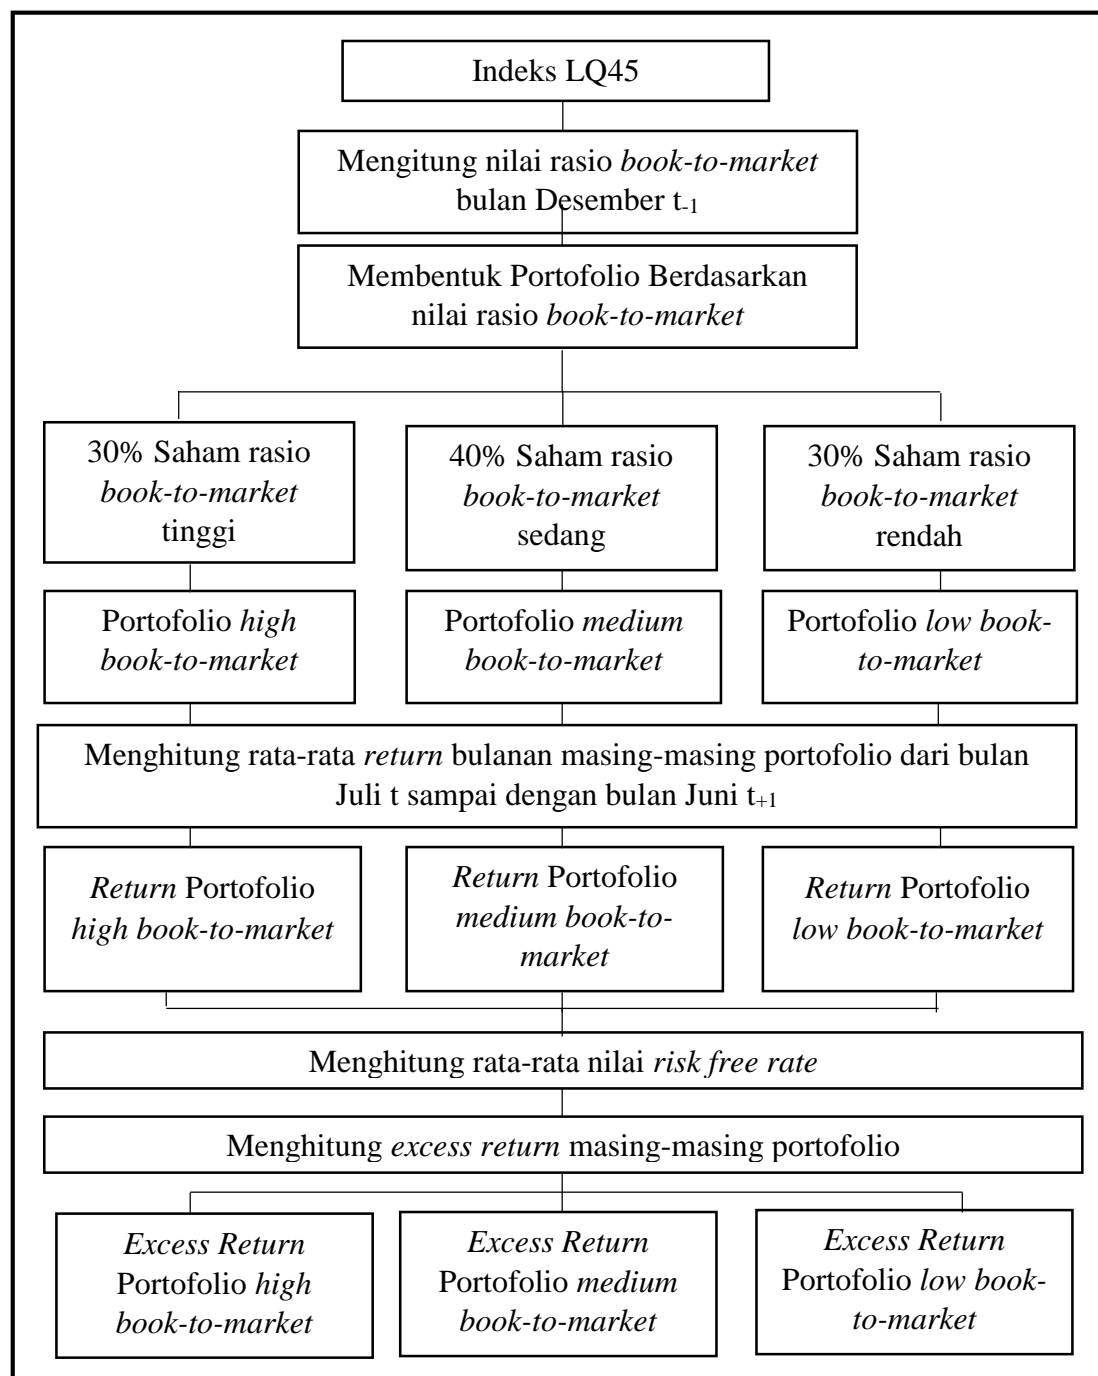 Indeks LQ45
Mengitung nilai rasio book-to-market
bulan Desember t-1
Membentuk Portofolio Berdasarkan
nilai rasio book-to-market
30% Saham rasio
book-to-market
tinggi
40% Saham rasio
book-to-market
sedang
30% Saham rasio
book-to-market
rendah
Portofolio high
book-to-market
Portofolio medium
book-to-market
Portofolio low book-
to-market
Menghitung rata-rata return bulanan masing-masing portofolio dari bulan
Juli t sampai dengan bulan Juni t+1
Return Portofolio
high book-to-market
Return Portofolio
medium book-to-
market
Return Portofolio
low book-to-market
Menghitung rata-rata nilai risk free rate
Menghitung excess return masing-masing portofolio
Excess Return
Portofolio high
book-to-market
Excess Return
Portofolio medium
book-to-market
Excess Return
Portofolio low book-
to-market